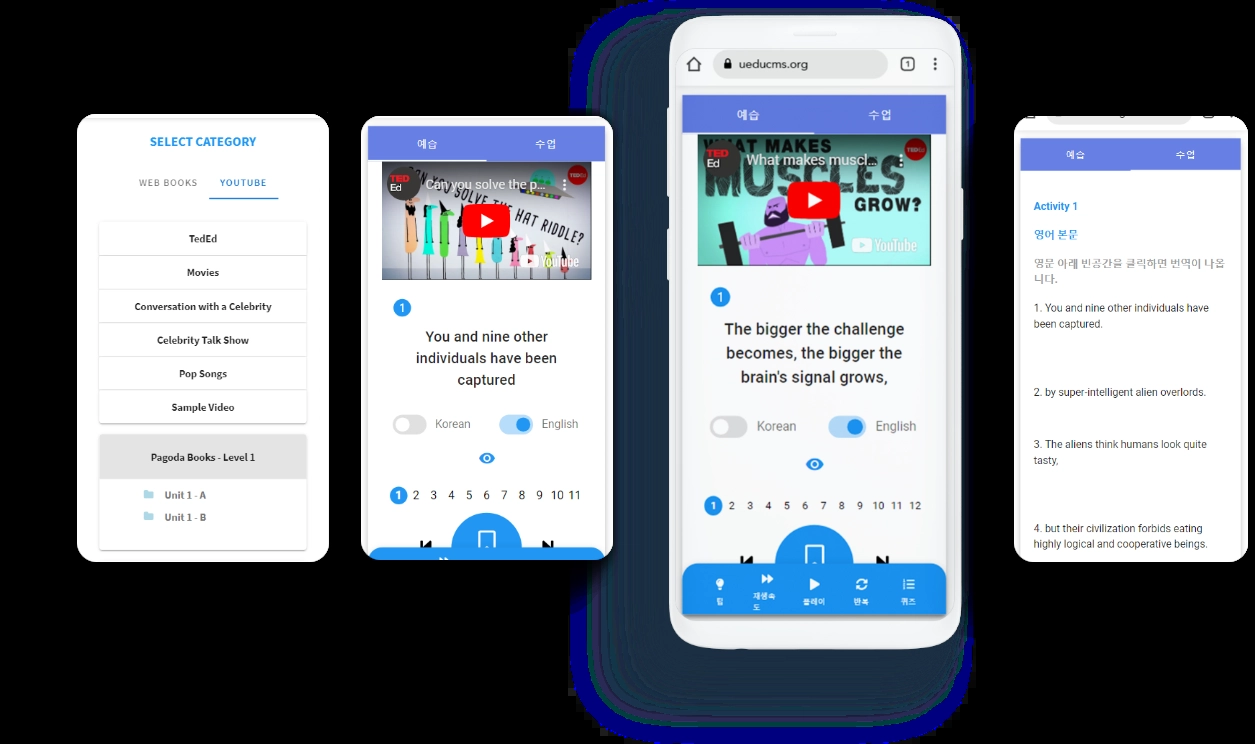 SELECT CATEGORY
WEB BOOKS
YOUTUBE
TedEd
Movies
Conversation with a Celebrity
Celebrity Talk Show
Pop Songs
Sample Video
Pagoda Books - Level 1
Unit 1 - A
Unit 1 - B
예습
수업
TED
Ed
Can you solve the p...
TEDEd
CAN YOU SOLVE THE HAT RIDDLE?
YouTube
1
You and nine other
individuals have been
captured
Korean
English
1 2 3 4 5 6 7 8 9 10 11
ueducms.org
1
예습
수업
WHAT MAKES
TED
Ed
What makes muscl...
TEDEd
MUSCLES
GROW?
YouTube
1
The bigger the challenge
becomes, the bigger the
brain's signal grows,
Korean
English
1 2 3 4 5 6 7 8 9 10 11 12
팁
재생속
도
플레이
반복
퀴즈
예습
수업
Activity 1
영어 본문
영문 아래 빈공간을 클릭하면 번역이 나옵
니다.
1. You and nine other individuals have
been captured.
2. by super-intelligent alien overlords.
3. The aliens think humans look quite
tasty,
4. but their civilization forbids eating
highly logical and cooperative beings.